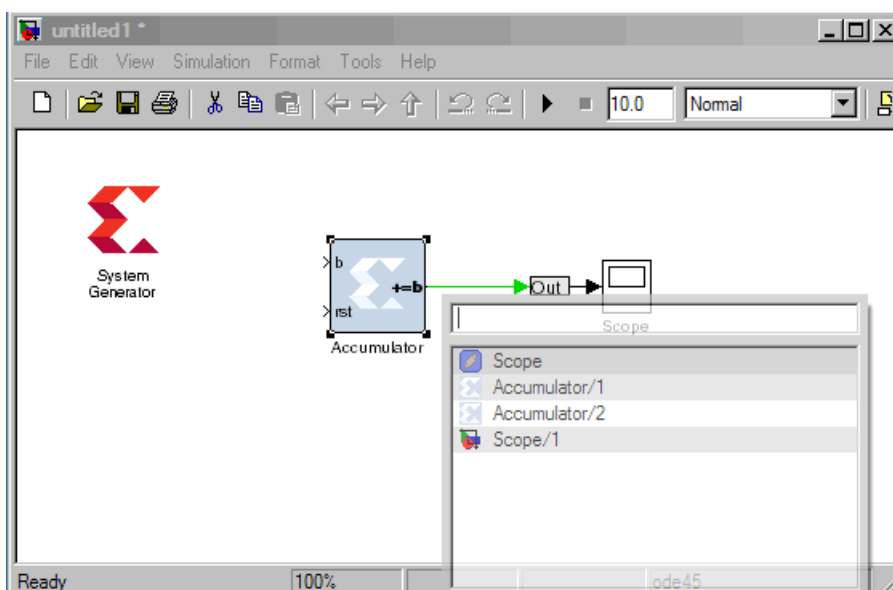 untitled1 *
File Edit View Simulation Format Tools Help
10.0 Normal
System
Generator
b
+=b
rst
Accumulator
Out
Scope
Scope
Accumulator/1
Accumulator/2
Scope/1
Ready 100% ode45